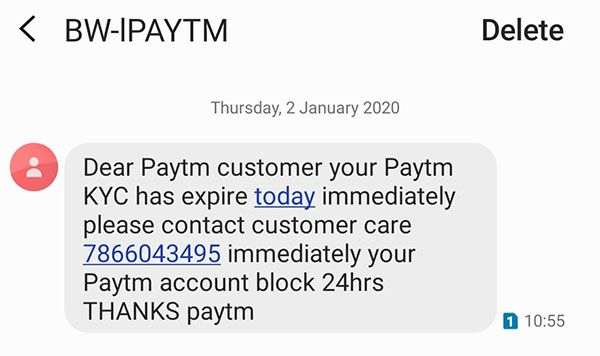 BW-lPAYTM
Delete
Thursday, 2 January 2020
Dear Paytm customer your Paytm
KYC has expire today immediately
please contact customer care
7866043495 immediately your
Paytm account block 24hrs
THANKS paytm
1 10:55